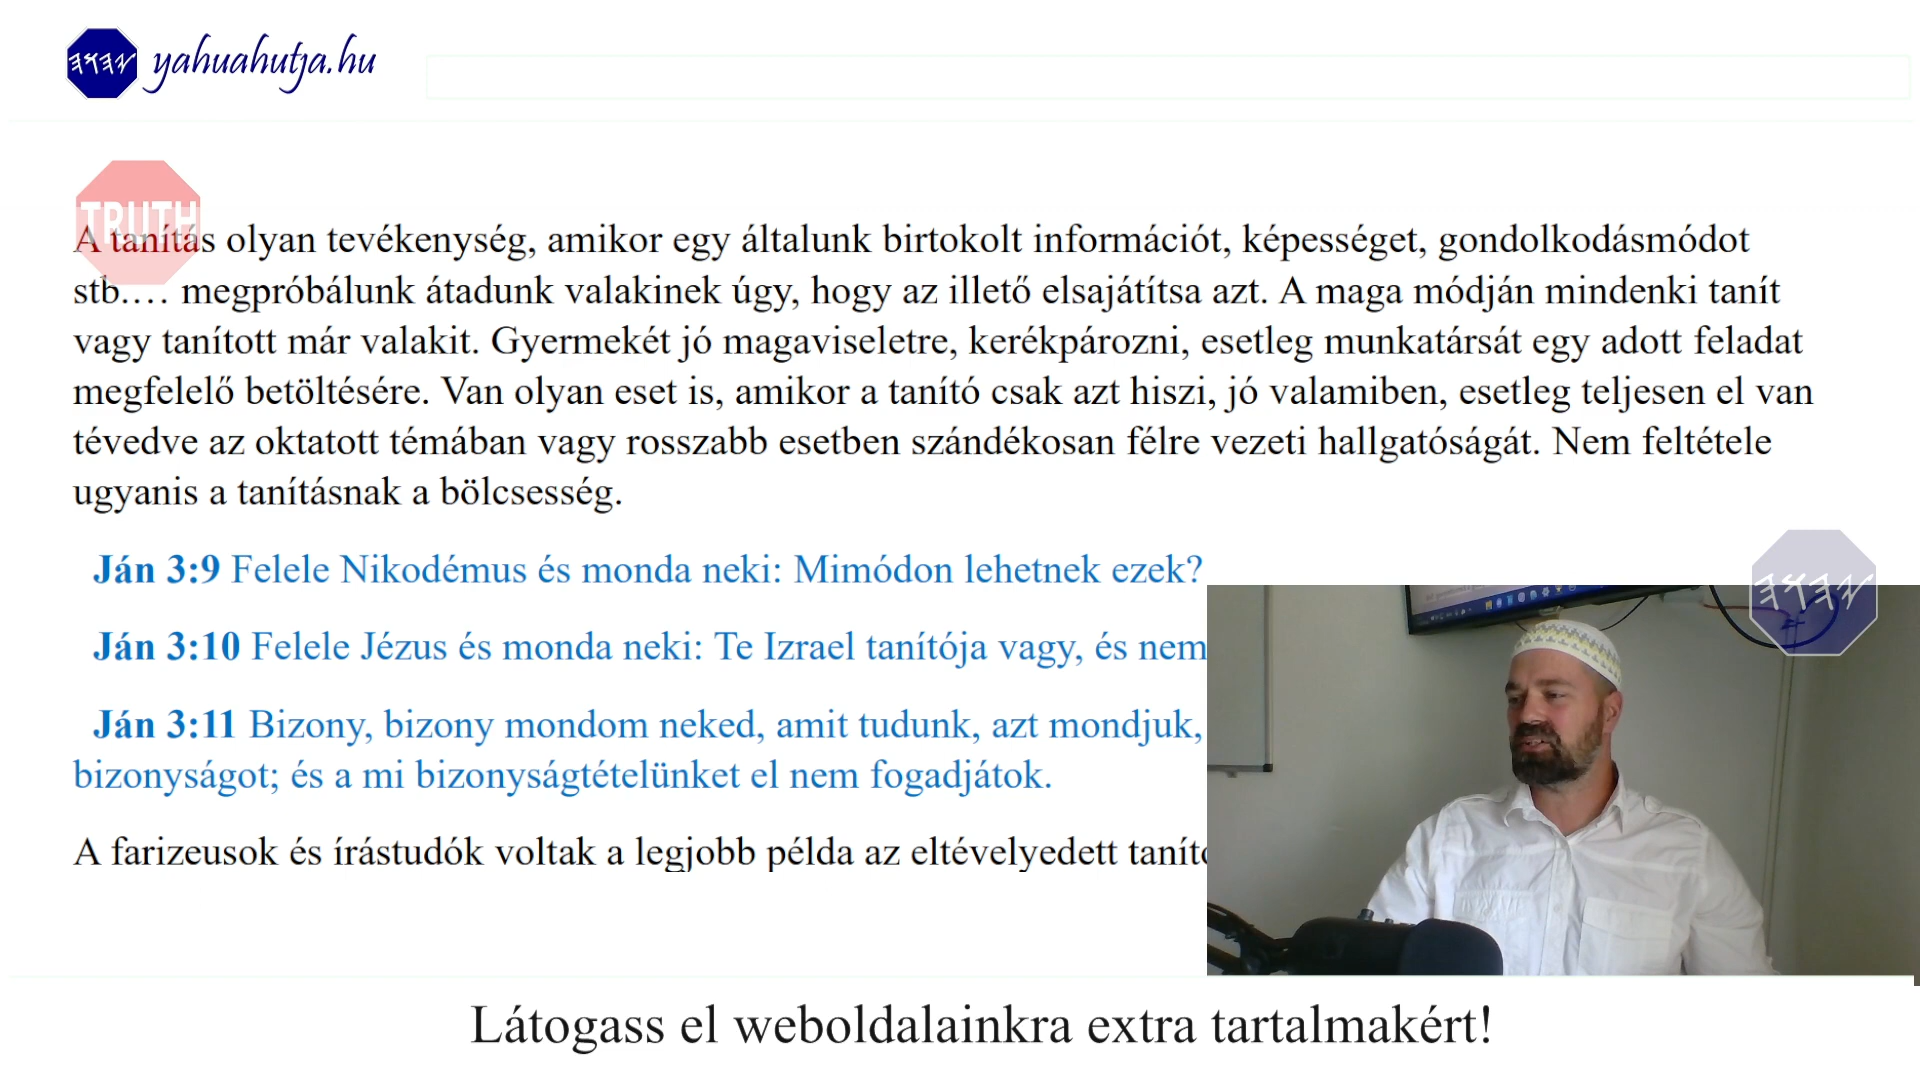 yahuahutja.hu
TRUTH
A tanítás olyan tevékenység, amikor egy általunk birtokolt információt, képességet, gondolkodásmódot
stb.… megpróbálunk átadunk valakinek úgy, hogy az illető elsajátítsa azt. A maga módján mindenki tanít
vagy tanított már valakit. Gyermekét jó magaviseletre, kerékpározni, esetleg munkatársát egy adott feladat
megfelelő betöltésére. Van olyan eset is, amikor a tanító csak azt hiszi, jó valamiben, esetleg teljesen el van
tévedve az oktatott témában vagy rosszabb esetben szándékosan félre vezeti hallgatóságát. Nem feltétele
ugyanis a tanításnak a bölcsesség.
Ján 3:9 Felele Nikodémus és monda neki: Mimódon lehetnek ezek?
Ján 3:10 Felele Jézus és monda neki: Te Izrael tanítója vagy, és nem
Ján 3:11 Bizony, bizony mondom neked, amit tudunk, azt mondjuk,
bizonyságot; és a mi bizonyságtételünket el nem fogadjátok.
A farizeusok és írástudók voltak a legjobb példa az eltévelyedett
Látogass el weboldalainkra extra tartalmakért!